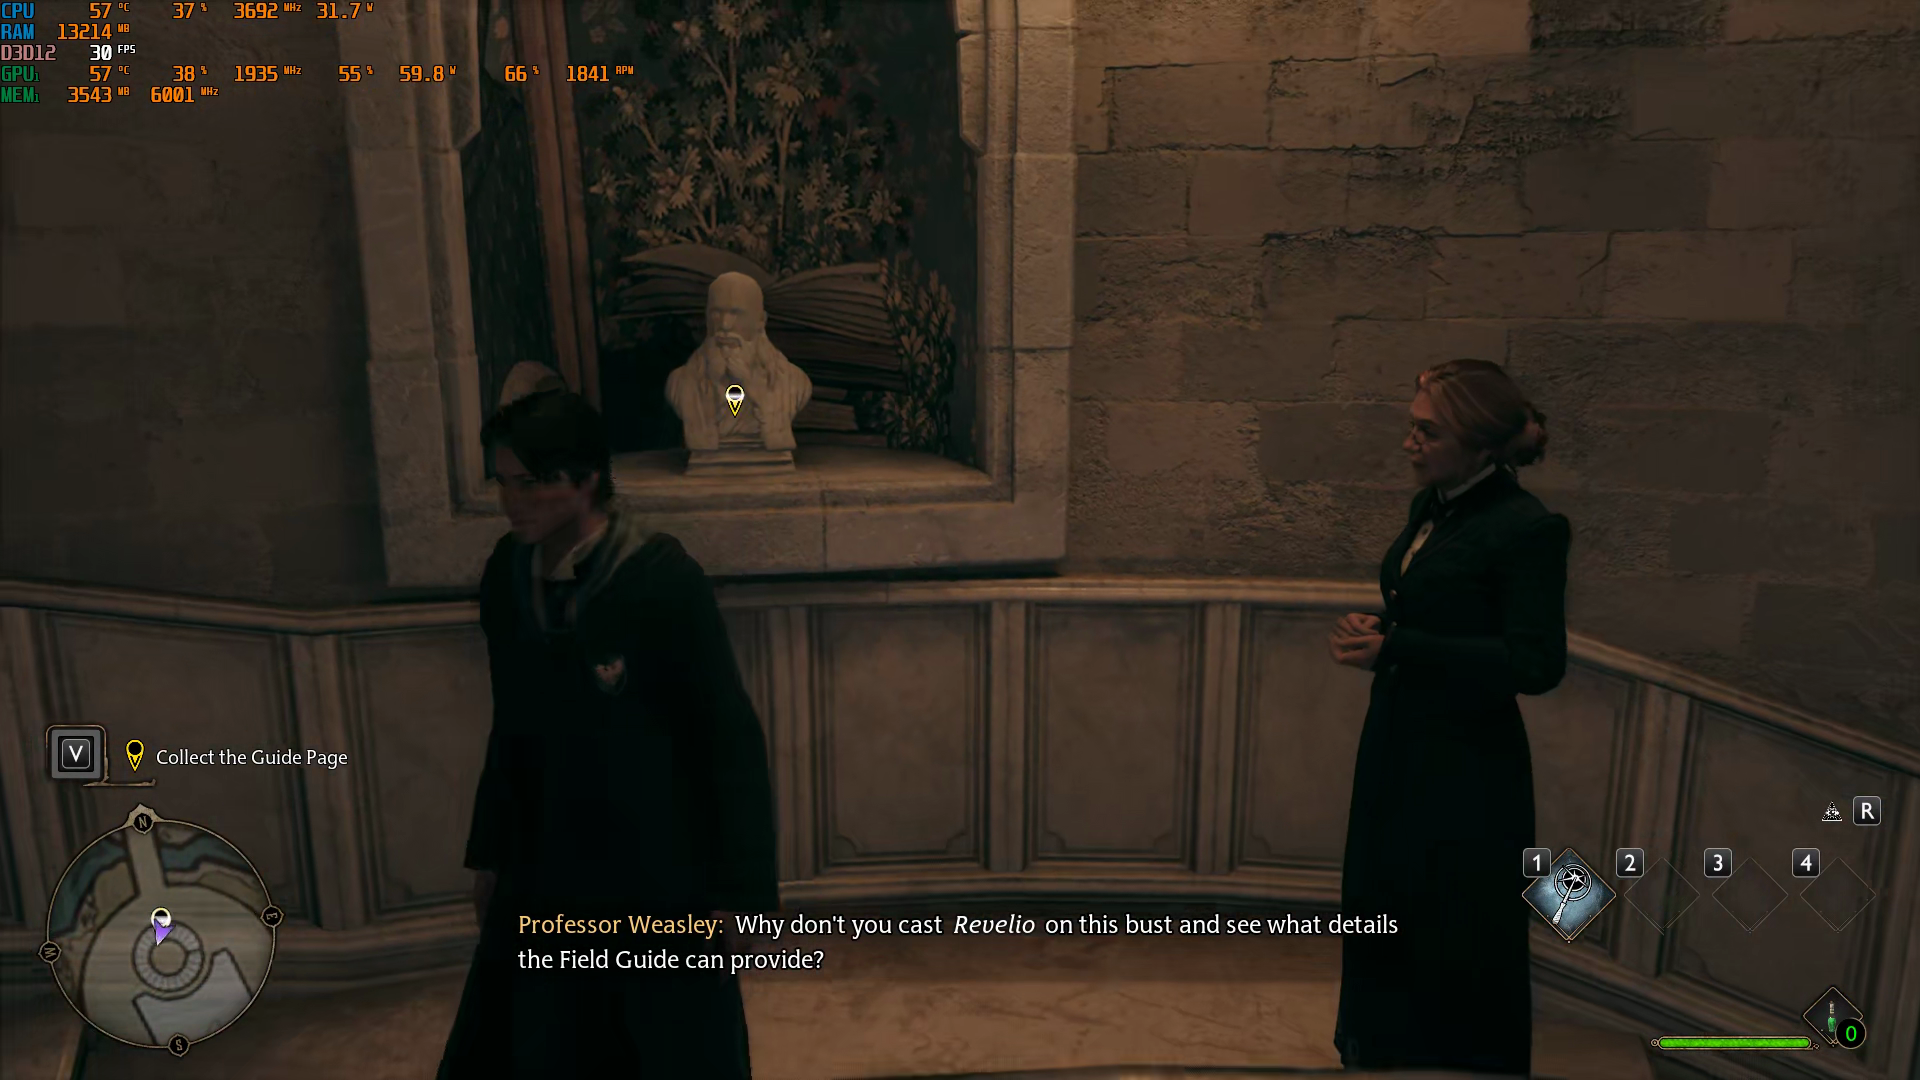 CPU 57 °C 37 % 3692 MHz 31.7 W
RAM 13214 MB
D3D12 30 FPS
GPU1 57 °C 38 % 1935 MHz 55 % 59.8 W 66 % 1841 RPM
MEM1 3543 MB 6001 MHz
V Collect the Guide Page
N
E
W
S
R
1 2 3 4
Professor Weasley: Why don't you cast Revelio on this bust and see what details
the Field Guide can provide?
0